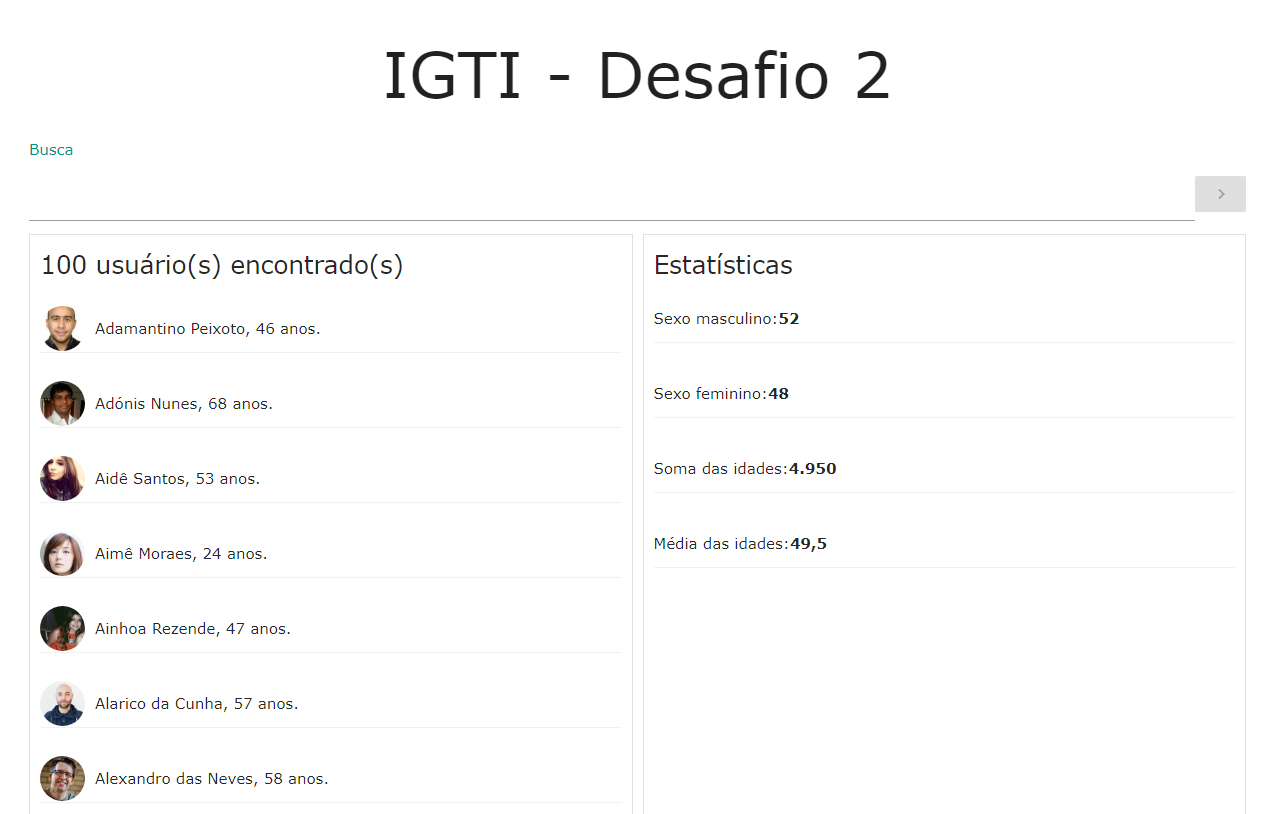 IGTI - Desafio 2
Busca
100 usuário(s) encontrado(s)
Adamantino Peixoto, 46 anos.
Adónis Nunes, 68 anos.
Aidê Santos, 53 anos.
Aimê Moraes, 24 anos.
Ainhoa Rezende, 47 anos.
Alarico da Cunha, 57 anos.
Alexandro das Neves, 58 anos.
Estatísticas
Sexo masculino:52
Sexo feminino:48
Soma das idades:4.950
Média das idades:49,5